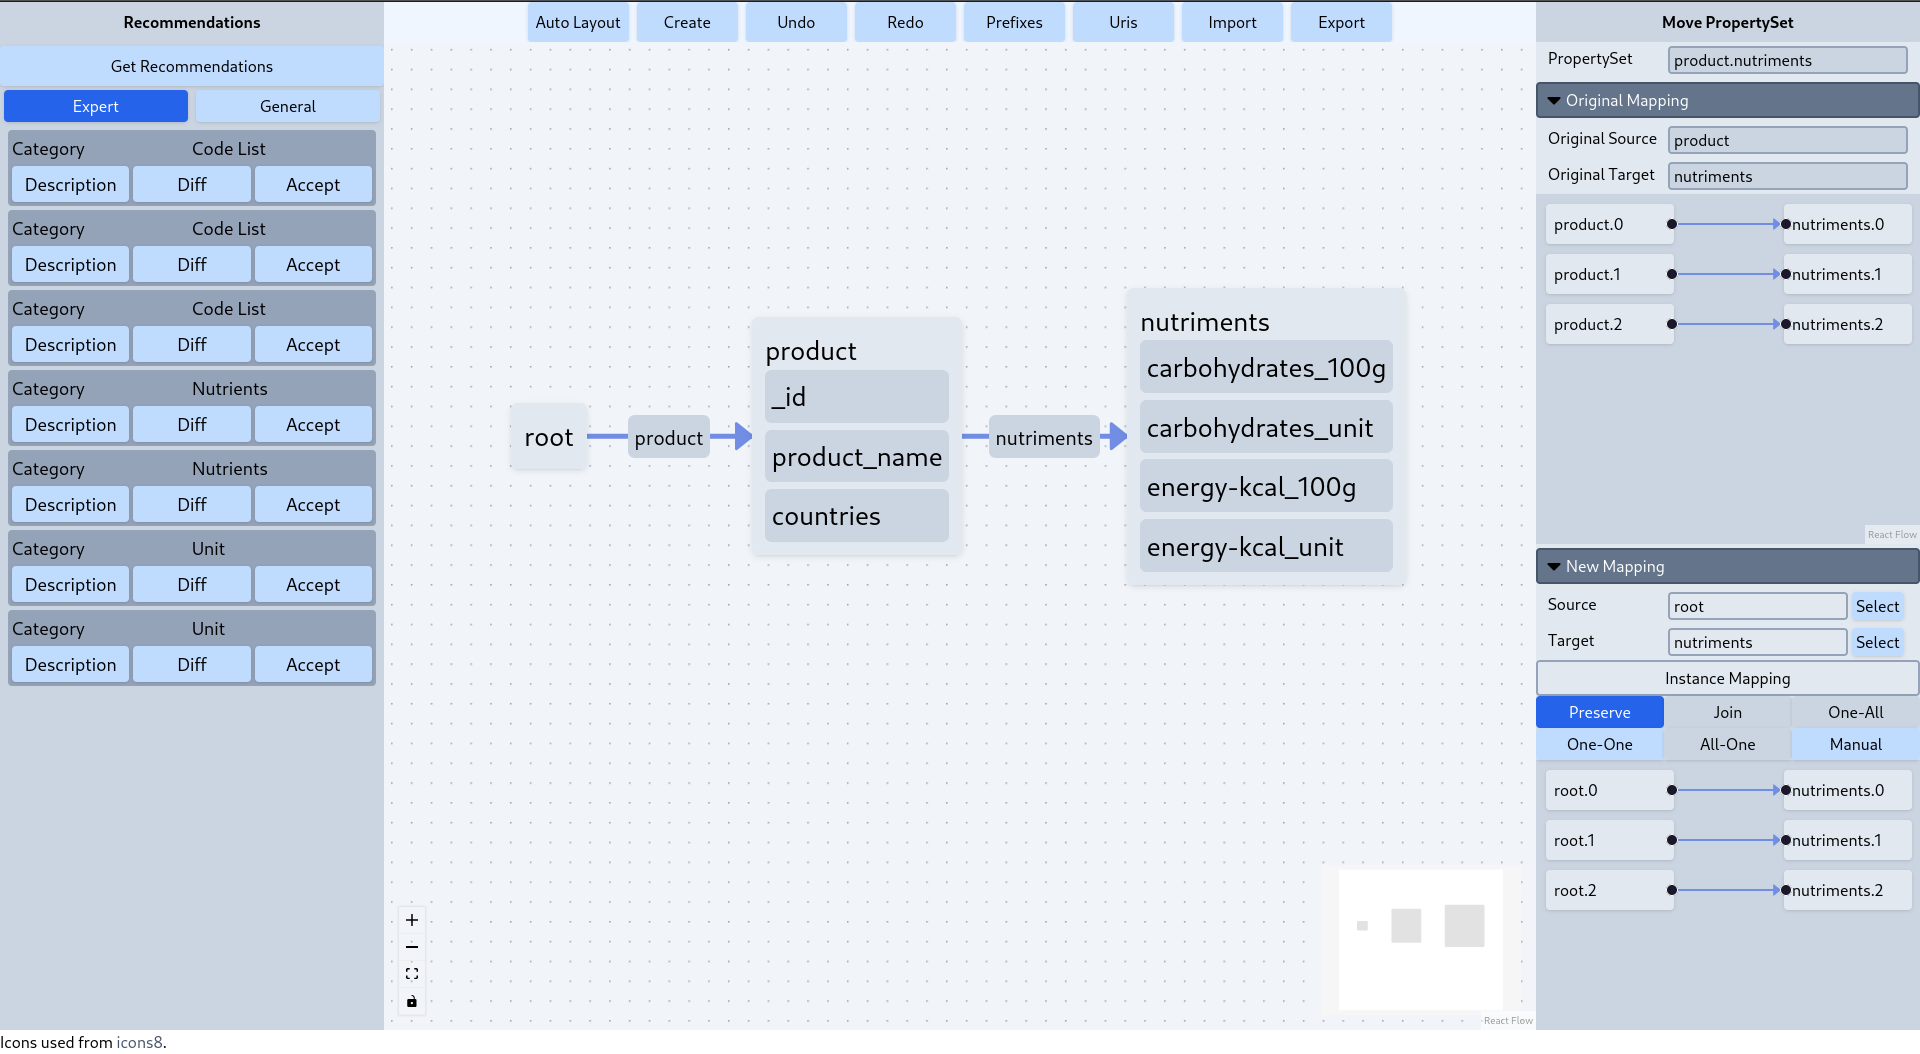 Recommendations
Get Recommendations
Expert General
Category Code List
Description Diff Accept
Category Code List
Description Diff Accept
Category Code List
Description Diff Accept
Category Nutrients
Description Diff Accept
Category Nutrients
Description Diff Accept
Category Unit
Description Diff Accept
Category Unit
Description Diff Accept
Auto Layout Create Undo Redo Prefixes Uris Import Export
root
product
product
_id
product_name
countries
nutriments
nutriments
carbohydrates_100g
carbohydrates_unit
energy-kcal_100g
energy-kcal_unit
React Flow
Move PropertySet
PropertySet product.nutriments
Original Mapping
Original Source product
Original Target nutriments
product.0 nutriments.0
product.1 nutriments.1
product.2 nutriments.2
React Flow
New Mapping
Source root Select
Target nutriments Select
Instance Mapping
Preserve Join One-All
One-One All-One Manual
root.0 nutriments.0
root.1 nutriments.1
root.2 nutriments.2
Icons used from icons8.